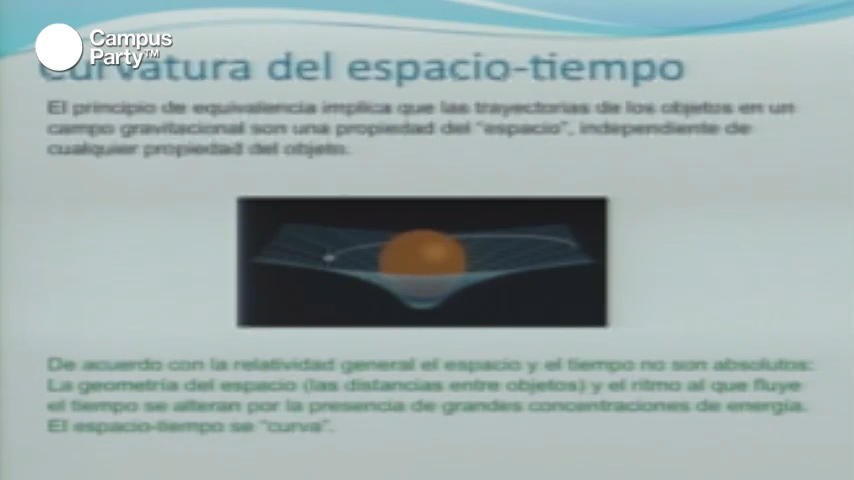 Campus
Party™
Curvatura del espacio-tiempo
El principio de equivalencia implica que las trayectorias de los objetos en un
campo gravitacional son una propiedad del "espacio", independiente de
cualquier propiedad del objeto.
De acuerdo con la relatividad general el espacio y el tiempo no son absolutos:
La geometría del espacio (las distancias entre objetos) y el ritmo al que fluye
el tiempo se alteran por la presencia de grandes concentraciones de energía.
El espacio-tiempo se "curva".